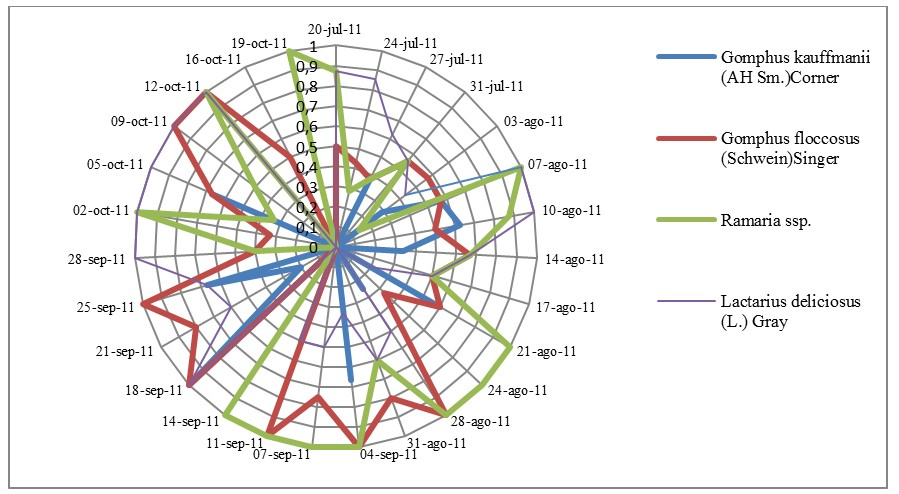 20-jul-11
24-jul-11
27-jul-11
31-jul-11
03-ago-11
07-ago-11
10-ago-11
14-ago-11
17-ago-11
21-ago-11
24-ago-11
28-ago-11
31-ago-11
04-sep-11
07-sep-11
11-sep-11
14-sep-11
18-sep-11
21-sep-11
25-sep-11
28-sep-11
02-oct-11
05-oct-11
09-oct-11
12-oct-11
16-oct-11
19-oct-11
1
0,9
0,8
0,7
0,6
0,5
0,4
0,3
0,2
0,1
0
Gomphus kauffmanii
(AH Sm.)Corner
Gomphus floccosus
(Schwein)Singer
Ramaria ssp.
Lactarius deliciosus
(L.) Gray